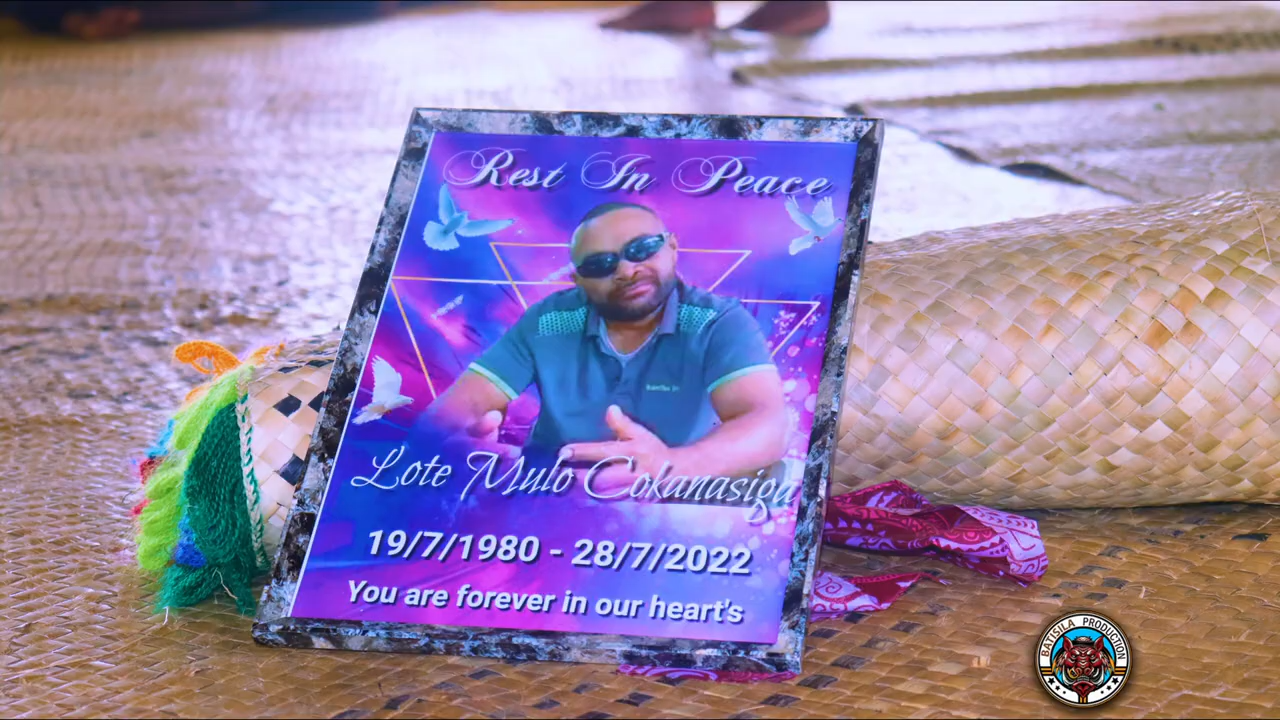 Rest In Peace
Lote Mulo Cokanasiga
19/7/1980 - 28/7/2022
You are forever in our heart's
BATISILA PRODUCTION